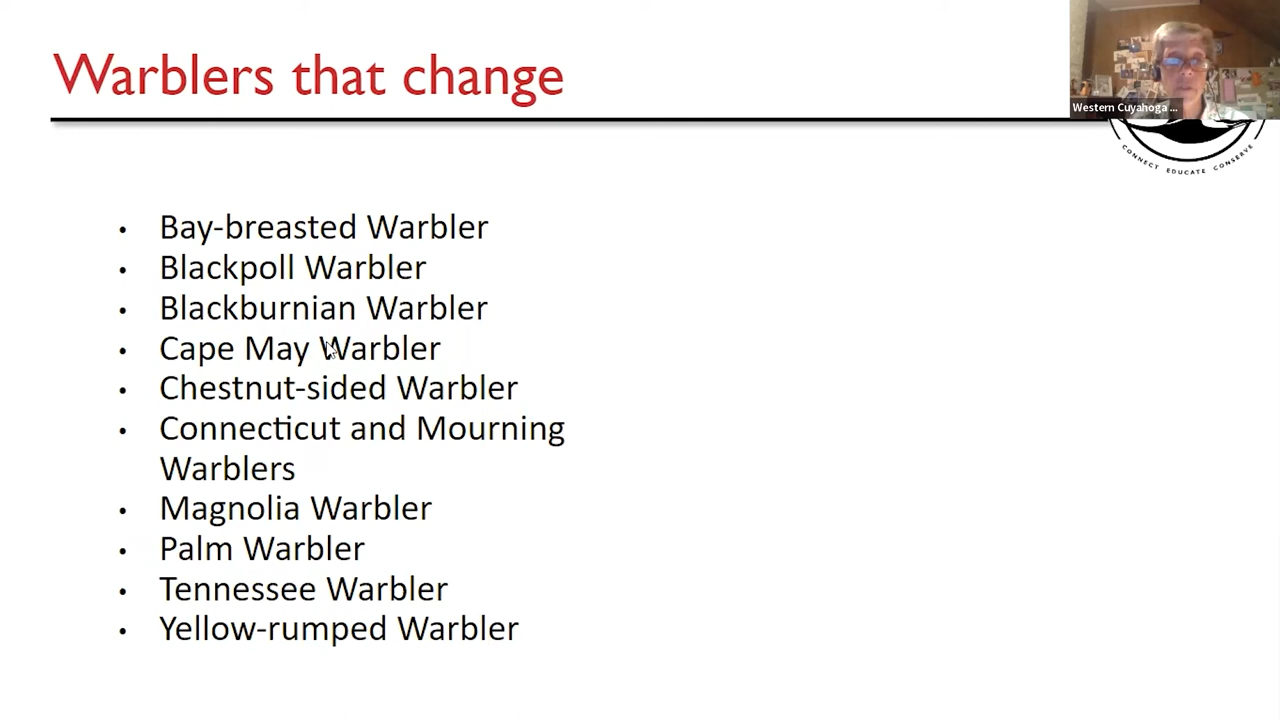 Warblers that change
Western Cuyahoga ...
CONNECT EDUCATE CONSERVE
• Bay-breasted Warbler
• Blackpoll Warbler
• Blackburnian Warbler
• Cape May Warbler
• Chestnut-sided Warbler
• Connecticut and Mourning
Warblers
• Magnolia Warbler
• Palm Warbler
• Tennessee Warbler
• Yellow-rumped Warbler